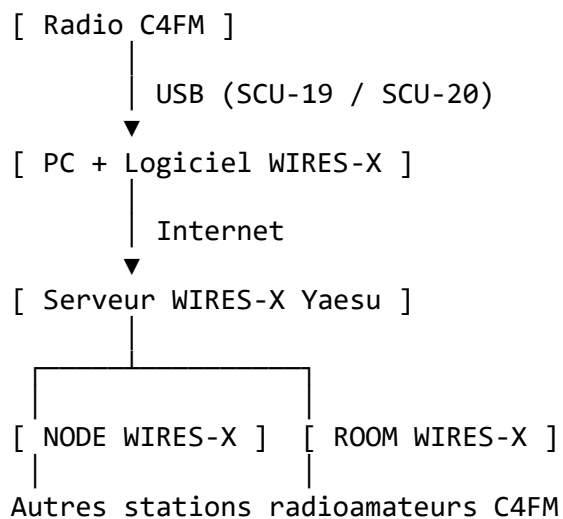 [ Radio C4FM ]
USB (SCU-19 / SCU-20)
[ PC + Logiciel WIRES-X ]
Internet
[ Serveur WIRES-X Yaesu ]
[ NODE WIRES-X ] [ ROOM WIRES-X ]
Autres stations radioamateurs C4FM